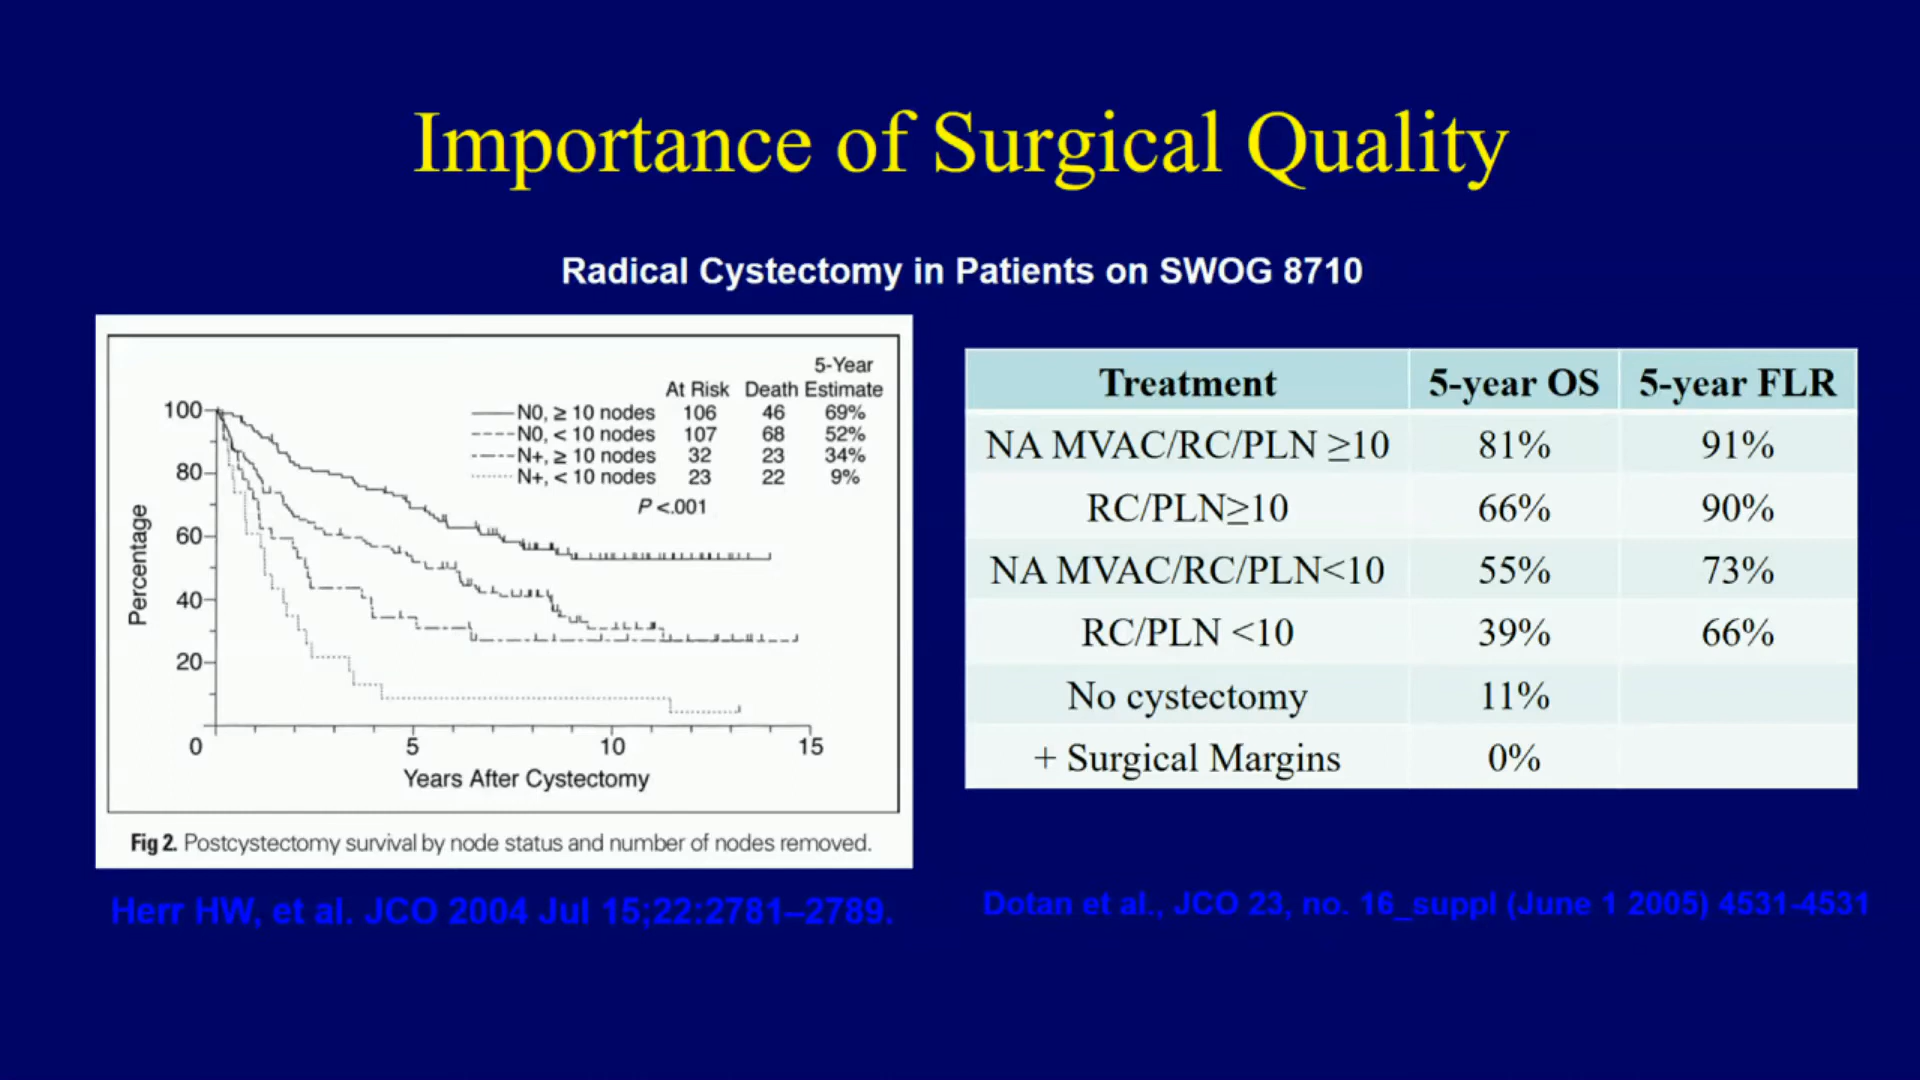 Importance of Surgical Quality
Radical Cystectomy in Patients on SWOG 8710
5-Year
At Risk Death Estimate
N0, ≥ 10 nodes 106 46 69%
N0, < 10 nodes 107 68 52%
N+, ≥ 10 nodes 32 23 34%
N+, < 10 nodes 23 22 9%
P <.001
Percentage
100
80
60
40
20
0 5 10 15
Years After Cystectomy
Fig 2. Postcystectomy survival by node status and number of nodes removed.
Herr HW, et al. JCO 2004 Jul 15;22:2781–2789.
Treatment 5-year OS 5-year FLR
NA MVAC/RC/PLN ≥10 81% 91%
RC/PLN≥10 66% 90%
NA MVAC/RC/PLN<10 55% 73%
RC/PLN <10 39% 66%
No cystectomy 11%
+ Surgical Margins 0%
Dotan et al., JCO 23, no. 16_suppl (June 1 2005) 4531-4531